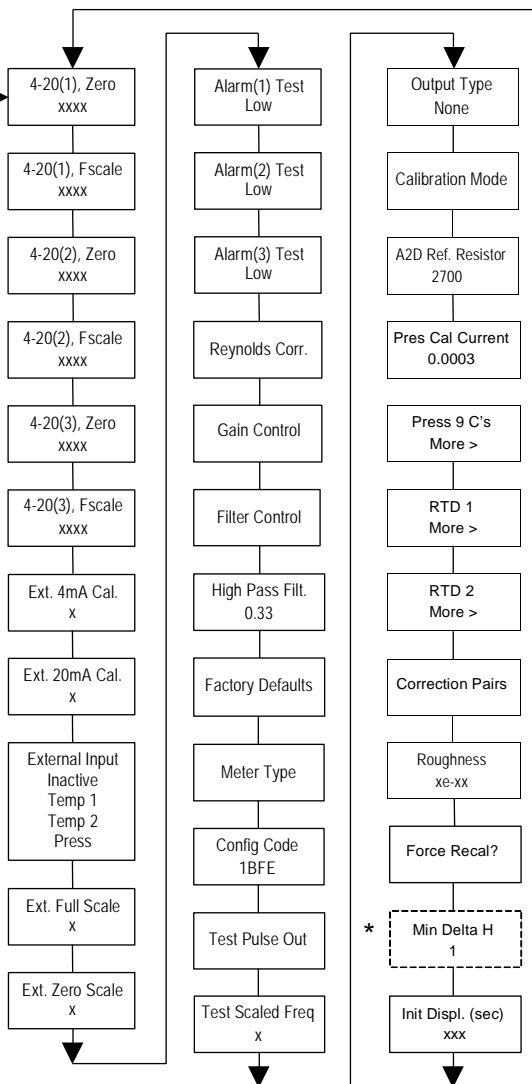 4-20(1), Zero
xxxx
4-20(1), Fscale
xxxx
4-20(2), Zero
xxxx
4-20(2), Fscale
xxxx
4-20(3), Zero
xxxx
4-20(3), Fscale
xxxx
Ext. 4mA Cal.
x
Ext. 20mA Cal.
x
External Input
Inactive
Temp 1
Temp 2
Press
Ext. Full Scale
x
Ext. Zero Scale
x
Alarm(1) Test
Low
Alarm(2) Test
Low
Alarm(3) Test
Low
Reynolds Corr.
Gain Control
Filter Control
High Pass Filt.
0.33
Factory Defaults
Meter Type
Config Code
1BFE
Test Pulse Out
Test Scaled Freq
x
Output Type
None
Calibration Mode
A2D Ref. Resistor
2700
Pres Cal Current
0.0003
Press 9 C's
More >
RTD 1
More >
RTD 2
More >
Correction Pairs
Roughness
xe-xx
Force Recal?
*
Min Delta H
1
Init Displ. (sec)
xxx